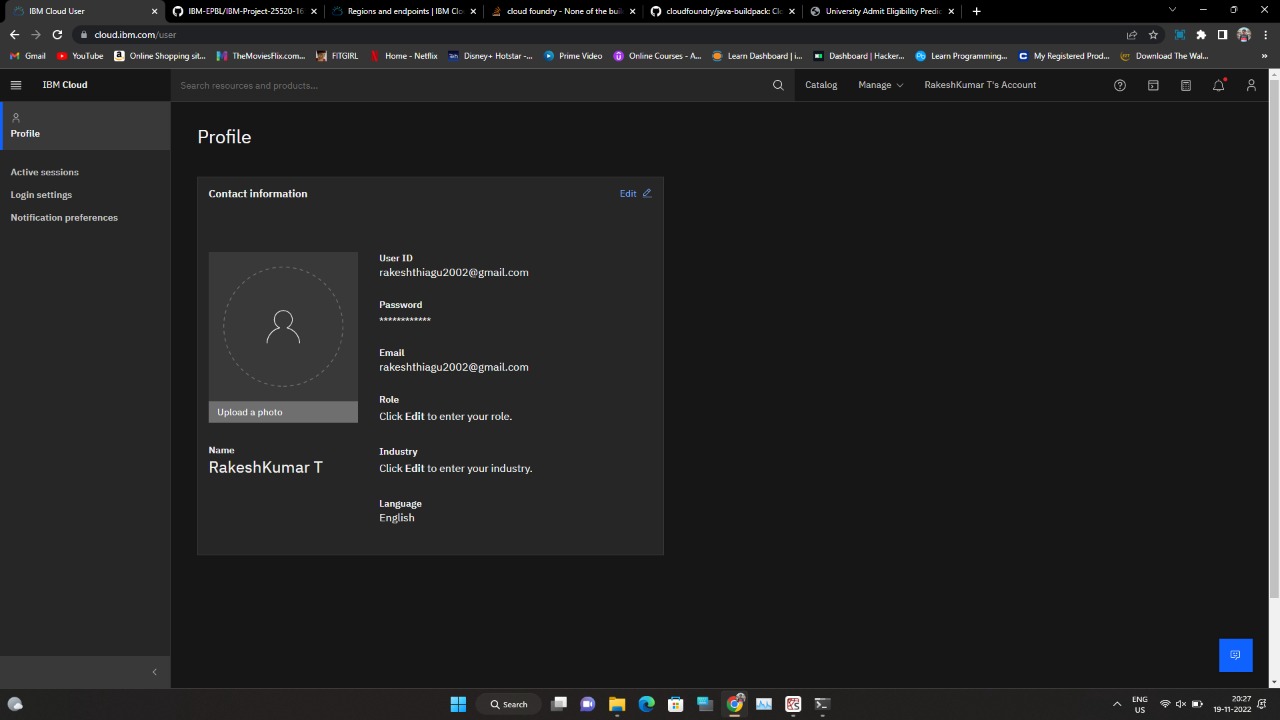 IBM Cloud User
IBM-EPBL/IBM-Project-25520-16
Regions and endpoints | IBM Clo
cloud foundry - None of the buil
cloudfoundry/java-buildpack: Cl
University Admit Eligibility Predic
cloud.ibm.com/user
Gmail
YouTube
Online Shopping sit...
TheMoviesFlix.com...
FITGIRL
Home - Netflix
Disney+ Hotstar -...
Prime Video
Online Courses - A...
Learn Dashboard | i...
Dashboard | Hacker...
Learn Programming...
My Registered Prod...
Download The Wal...
IBM Cloud
Search resources and products...
Catalog
Manage
RakeshKumar T's Account
Profile
Active sessions
Login settings
Notification preferences
Profile
Contact information
Edit
Upload a photo
Name
RakeshKumar T
User ID
rakeshthiagu2002@gmail.com
Password
************
Email
rakeshthiagu2002@gmail.com
Role
Click Edit to enter your role.
Industry
Click Edit to enter your industry.
Language
English
Search
ENG
US
20:27
19-11-2022